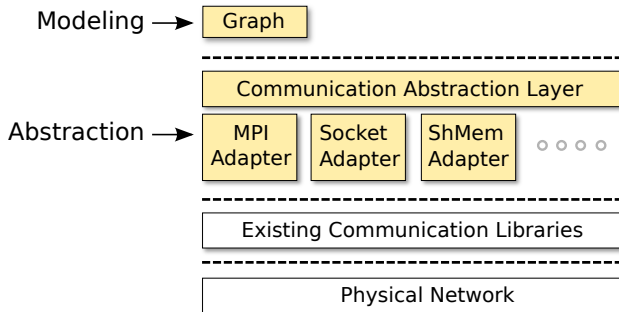 Modeling
Graph
Communication Abstraction Layer
Abstraction
MPI
Adapter
Socket
Adapter
ShMem
Adapter
Existing Communication Libraries
Physical Network